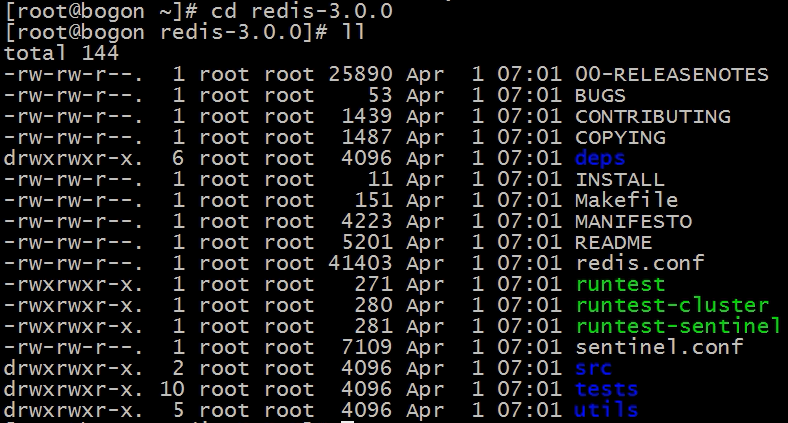 [root@bogon ~]# cd redis-3.0.0
[root@bogon redis-3.0.0]# ll
total 144
-rw-rw-r--.  1 root root 25890 Apr  1 07:01 00-RELEASENOTES
-rw-rw-r--.  1 root root    53 Apr  1 07:01 BUGS
-rw-rw-r--.  1 root root  1439 Apr  1 07:01 CONTRIBUTING
-rw-rw-r--.  1 root root  1487 Apr  1 07:01 COPYING
drwxrwxr-x.  6 root root  4096 Apr  1 07:01 deps
-rw-rw-r--.  1 root root    11 Apr  1 07:01 INSTALL
-rw-rw-r--.  1 root root   151 Apr  1 07:01 Makefile
-rw-rw-r--.  1 root root  4223 Apr  1 07:01 MANIFESTO
-rw-rw-r--.  1 root root  5201 Apr  1 07:01 README
-rw-rw-r--.  1 root root 41403 Apr  1 07:01 redis.conf
-rwxrwxr-x.  1 root root   271 Apr  1 07:01 runtest
-rwxrwxr-x.  1 root root   280 Apr  1 07:01 runtest-cluster
-rwxrwxr-x.  1 root root   281 Apr  1 07:01 runtest-sentinel
-rw-rw-r--.  1 root root  7109 Apr  1 07:01 sentinel.conf
drwxrwxr-x.  2 root root  4096 Apr  1 07:01 src
drwxrwxr-x. 10 root root  4096 Apr  1 07:01 tests
drwxrwxr-x.  5 root root  4096 Apr  1 07:01 utils